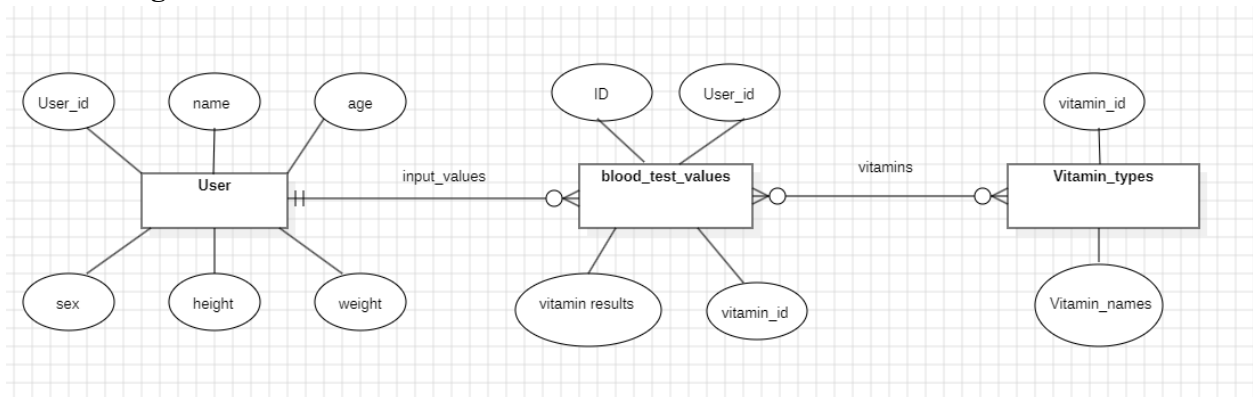 User_id
name
age
ID
User_id
vitamin_id
User
input_values
blood_test_values
vitamins
Vitamin_types
sex
height
weight
vitamin results
vitamin_id
Vitamin_names